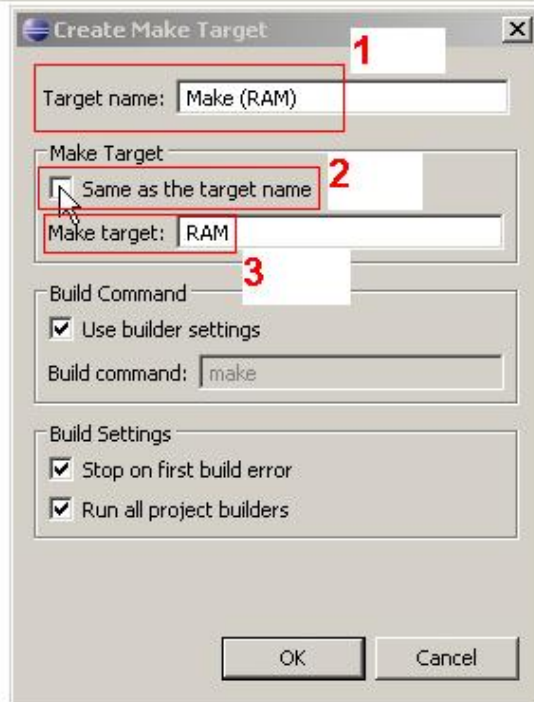 Create Make Target
1
Target name: Make (RAM)
Make Target
Same as the target name 2
Make target: RAM
3
Build Command
Use builder settings
Build command: make
Build Settings
Stop on first build error
Run all project builders
OK Cancel